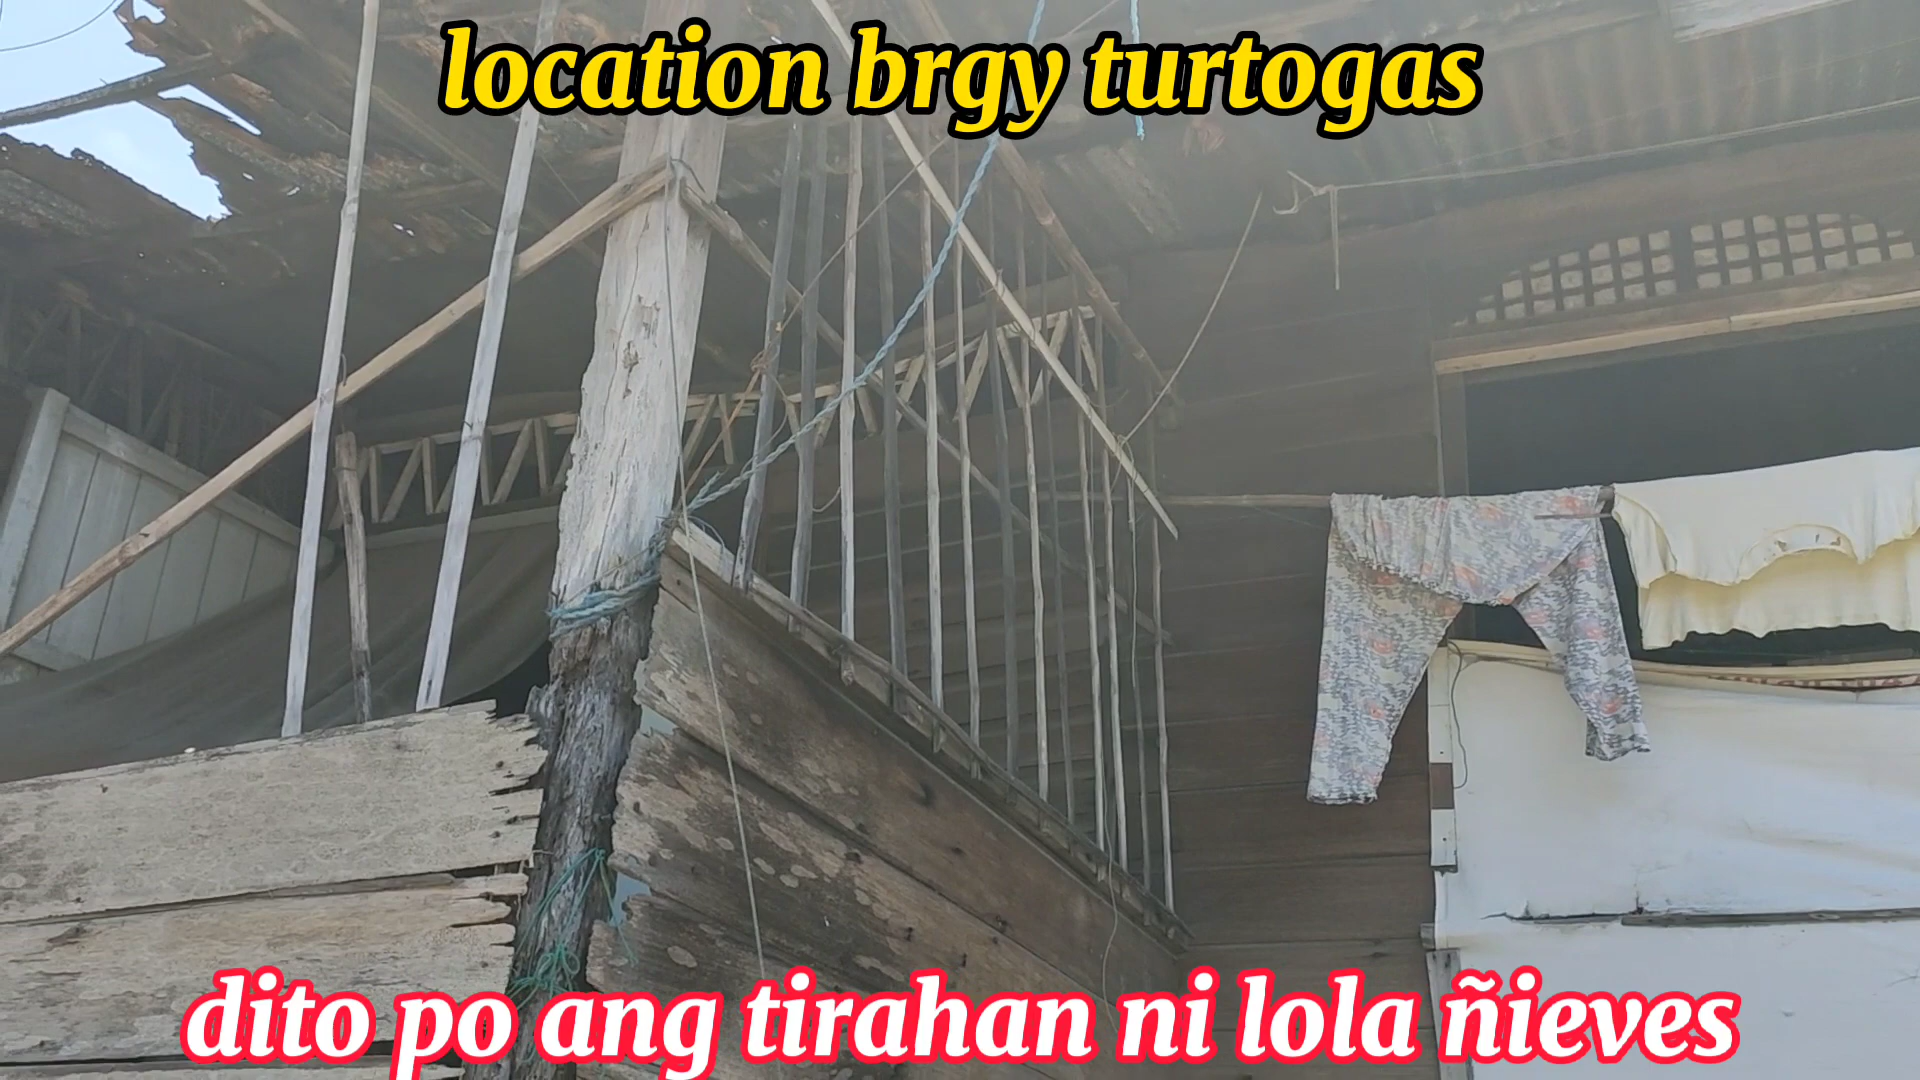 location brgy turtogas
dito po ang tirahan ni lola ñieves